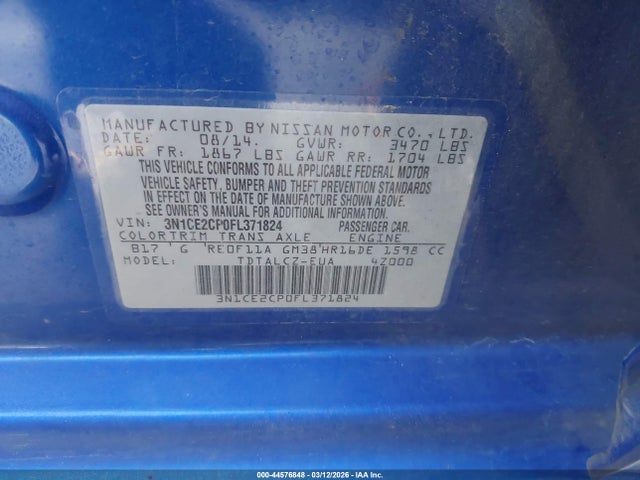 MANUFACTURED BY NISSAN MOTOR CO., LTD.
DATE: 08/14. GVWR: 3470 LBS
GAWR FR: 1867 LBS GAWR RR: 1704 LBS
THIS VEHICLE CONFORMS TO ALL APPLICABLE FEDERAL MOTOR
VEHICLE SAFETY, BUMPER AND THEFT PREVENTION STANDARDS
IN EFFECT ON THE DATE OF MANUFACTURE SHOWN ABOVE.
SEE OWNER'S MANUAL FOR ADDITIONAL INFORMATION.
VIN: 3N1CE2CP0FL371824 PASSENGER CAR.
COLOR TRIM TRANS AXLE ENGINE
B17 G RE0F11A GM38 HR16DE 1598 CC
MODEL: TDTALCZ-EUA 4Z000
3N1CE2CP0FL371824
000-44576848 - 03/12/2026 - IAA Inc.